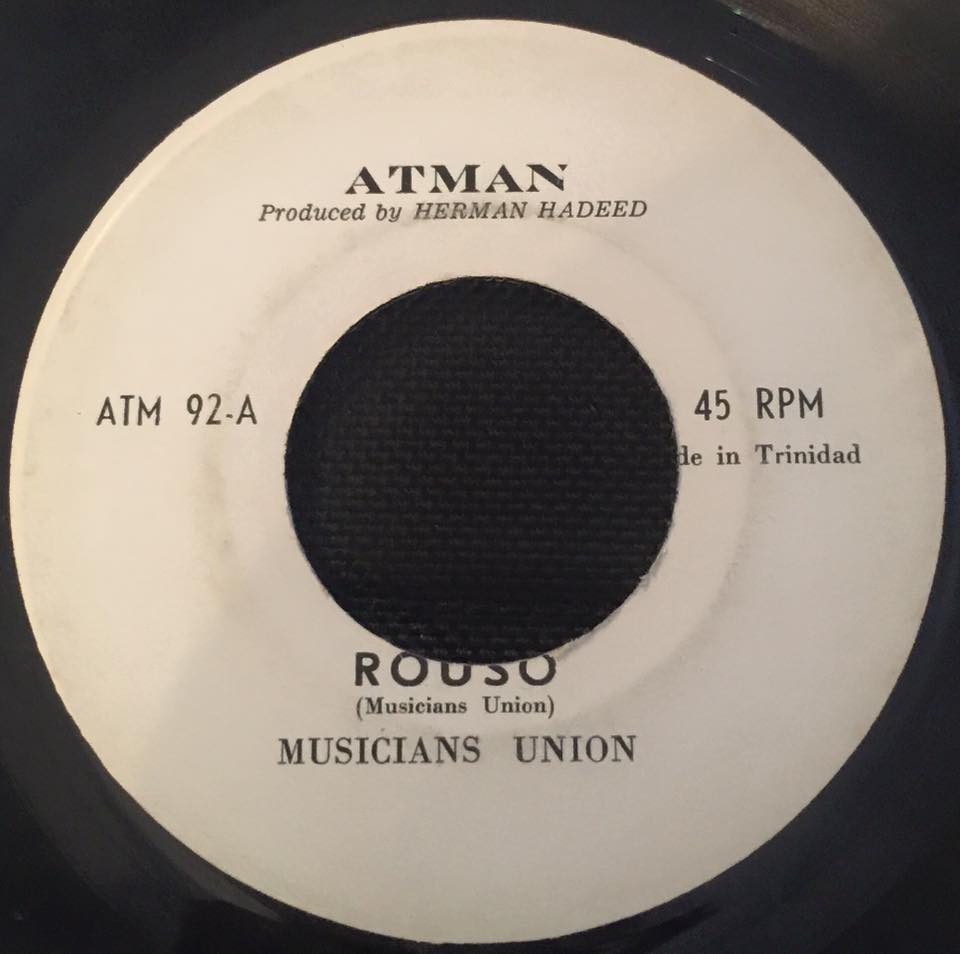 ATMAN
Produced by HERMAN HADEED
ATM 92-A
45 RPM
de in Trinidad
ROUSO
(Musicians Union)
MUSICIANS UNION